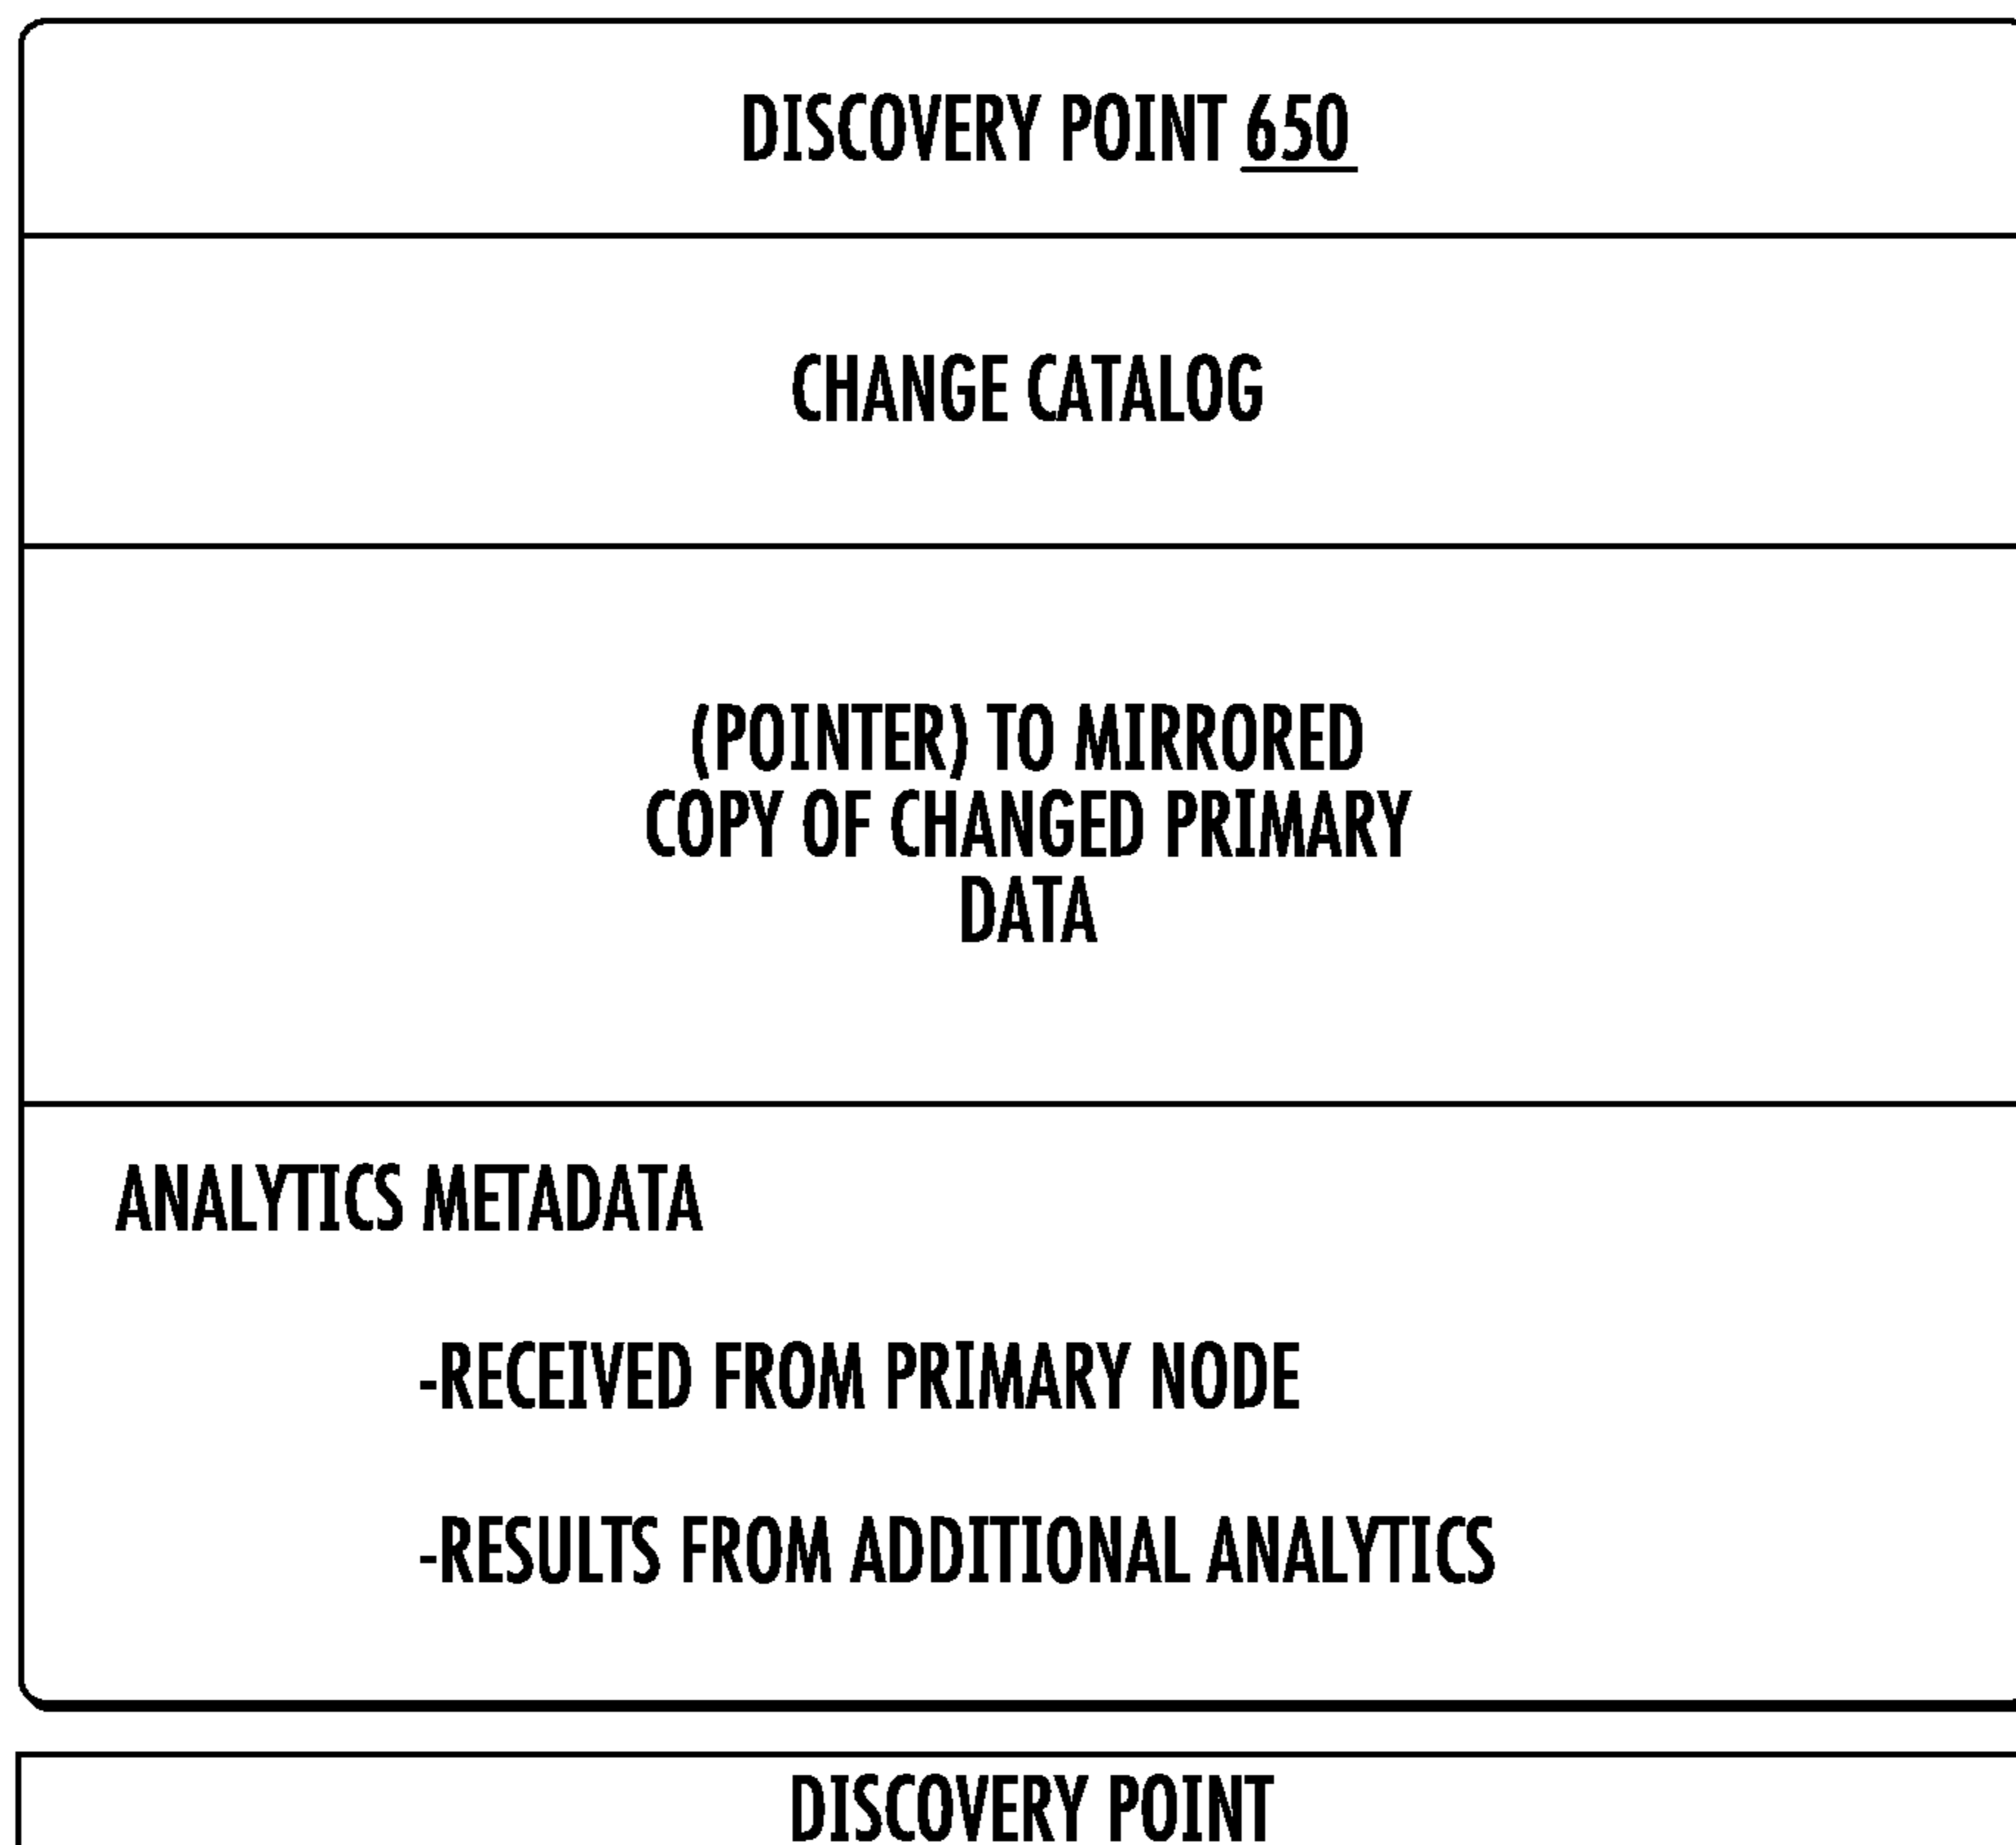 DISCOVERY POINT 650
CHANGE CATALOG
(POINTER) TO MIRRORED
COPY OF CHANGED PRIMARY
DATA
ANALYTICS METADATA
-RECEIVED FROM PRIMARY NODE
-RESULTS FROM ADDITIONAL ANALYTICS
DISCOVERY POINT